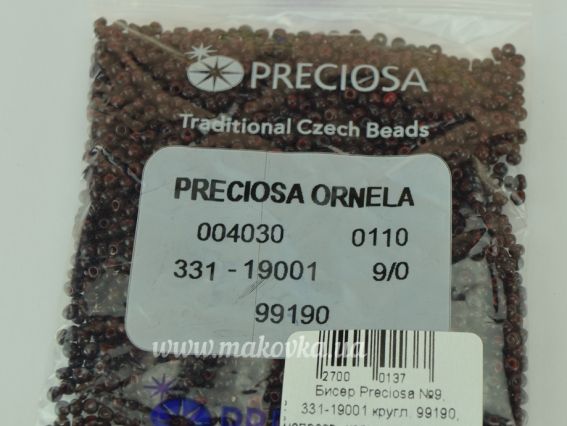 PRECIOSA
Traditional Czech Beads
PRECIOSA ORNELA
004030 0110
331 - 19001 9/0
99190
www.makovka.ua
2700 0137
Бисер Preciosa №9,
331-19001 кругл. 99190,